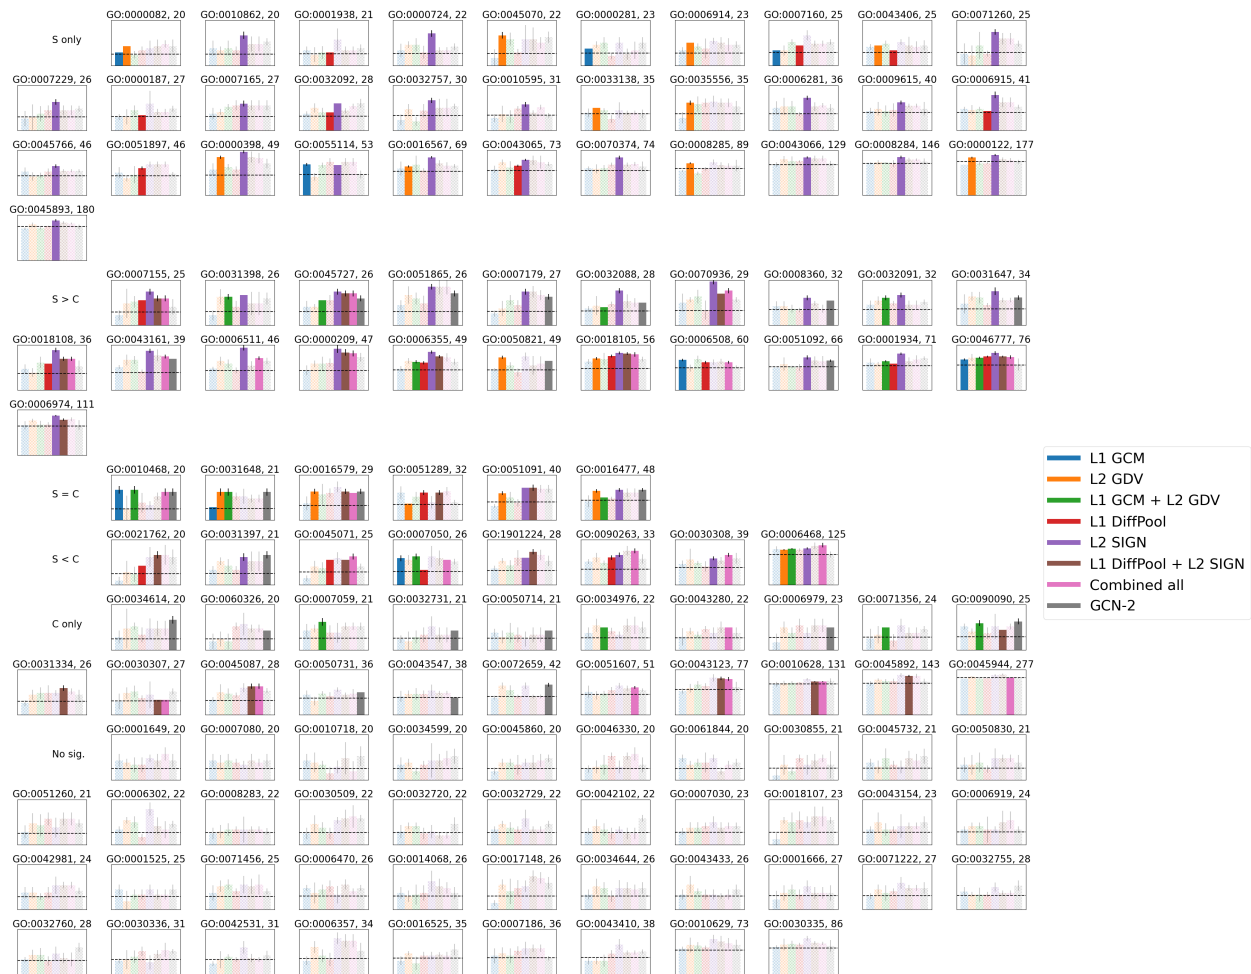 S only
GO:0000082, 20
GO:0010862, 20
GO:0001938, 21
GO:0000724, 22
GO:0045070, 22
GO:0000281, 23
GO:0006914, 23
GO:0007160, 25
GO:0043406, 25
GO:0071260, 25
GO:0007229, 26
GO:0000187, 27
GO:0007165, 27
GO:0032092, 28
GO:0032757, 30
GO:0010595, 31
GO:0033138, 35
GO:0035556, 35
GO:0006281, 36
GO:0009615, 40
GO:0006915, 41
GO:0045766, 46
GO:0051897, 46
GO:0000398, 49
GO:0055114, 53
GO:0016567, 69
GO:0043065, 73
GO:0070374, 74
GO:0008285, 89
GO:0043066, 129
GO:0008284, 146
GO:0000122, 177
GO:0045893, 180
S > C
GO:0007155, 25
GO:0031398, 26
GO:0045727, 26
GO:0051865, 26
GO:0007179, 27
GO:0032088, 28
GO:0070936, 29
GO:0008360, 32
GO:0032091, 32
GO:0031647, 34
GO:0018108, 36
GO:0043161, 39
GO:0006511, 46
GO:0000209, 47
GO:0006355, 49
GO:0050821, 49
GO:0018105, 56
GO:0006508, 60
GO:0051092, 66
GO:0001934, 71
GO:0046777, 76
GO:0006974, 111
S = C
GO:0010468, 20
GO:0031648, 21
GO:0016579, 29
GO:0051289, 32
GO:0051091, 40
GO:0016477, 48
S < C
GO:0021762, 20
GO:0031397, 21
GO:0045071, 25
GO:0007050, 26
GO:1901224, 28
GO:0090263, 33
GO:0030308, 39
GO:0006468, 125
C only
GO:0034614, 20
GO:0060326, 20
GO:0007059, 21
GO:0032731, 21
GO:0050714, 21
GO:0034976, 22
GO:0043280, 22
GO:0006979, 23
GO:0071356, 24
GO:0090090, 25
GO:0031334, 26
GO:0030307, 27
GO:0045087, 28
GO:0050731, 36
GO:0043547, 38
GO:0072659, 42
GO:0051607, 51
GO:0043123, 77
GO:0010628, 131
GO:0045892, 143
GO:0045944, 277
No sig.
GO:0001649, 20
GO:0007080, 20
GO:0010718, 20
GO:0034599, 20
GO:0045860, 20
GO:0046330, 20
GO:0061844, 20
GO:0030855, 21
GO:0045732, 21
GO:0050830, 21
GO:0051260, 21
GO:0006302, 22
GO:0008283, 22
GO:0030509, 22
GO:0032720, 22
GO:0032729, 22
GO:0042102, 22
GO:0007030, 23
GO:0018107, 23
GO:0043154, 23
GO:0006919, 24
GO:0042981, 24
GO:0001525, 25
GO:0071456, 25
GO:0006470, 26
GO:0014068, 26
GO:0017148, 26
GO:0034644, 26
GO:0043433, 26
GO:0001666, 27
GO:0071222, 27
GO:0032755, 28
GO:0032760, 28
GO:0030336, 31
GO:0042531, 31
GO:0006357, 34
GO:0016525, 35
GO:0007186, 36
GO:0043410, 38
GO:0010629, 73
GO:0030335, 86
L1 GCM
L2 GDV
L1 GCM + L2 GDV
L1 DiffPool
L2 SIGN
L1 DiffPool + L2 SIGN
Combined all
GCN-2